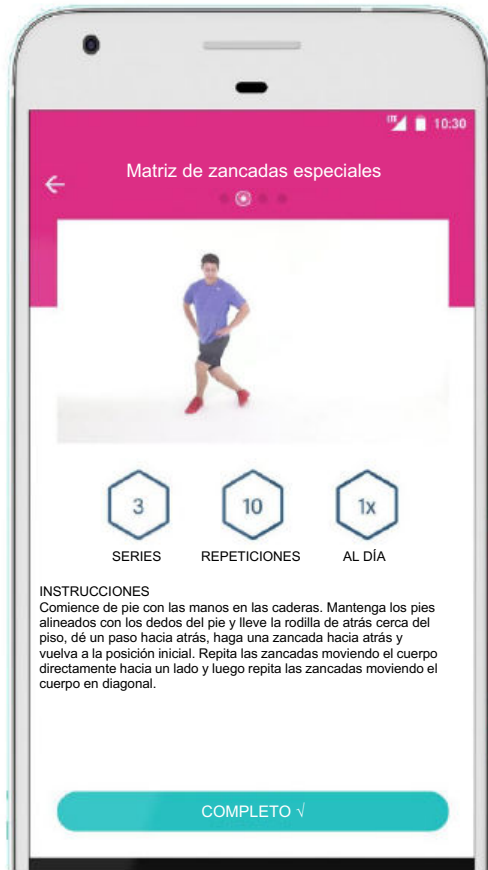 LTE 10:30
Matriz de zancadas especiales
3 10 1x
SERIES REPETICIONES AL DÍA
INSTRUCCIONES
Comience de pie con las manos en las caderas. Mantenga los pies
alineados con los dedos del pie y lleve la rodilla de atrás cerca del
piso, dé un paso hacia atrás, haga una zancada hacia atrás y
vuelva a la posición inicial. Repita las zancadas moviendo el cuerpo
directamente hacia un lado y luego repita las zancadas moviendo el
cuerpo en diagonal.
COMPLETO √